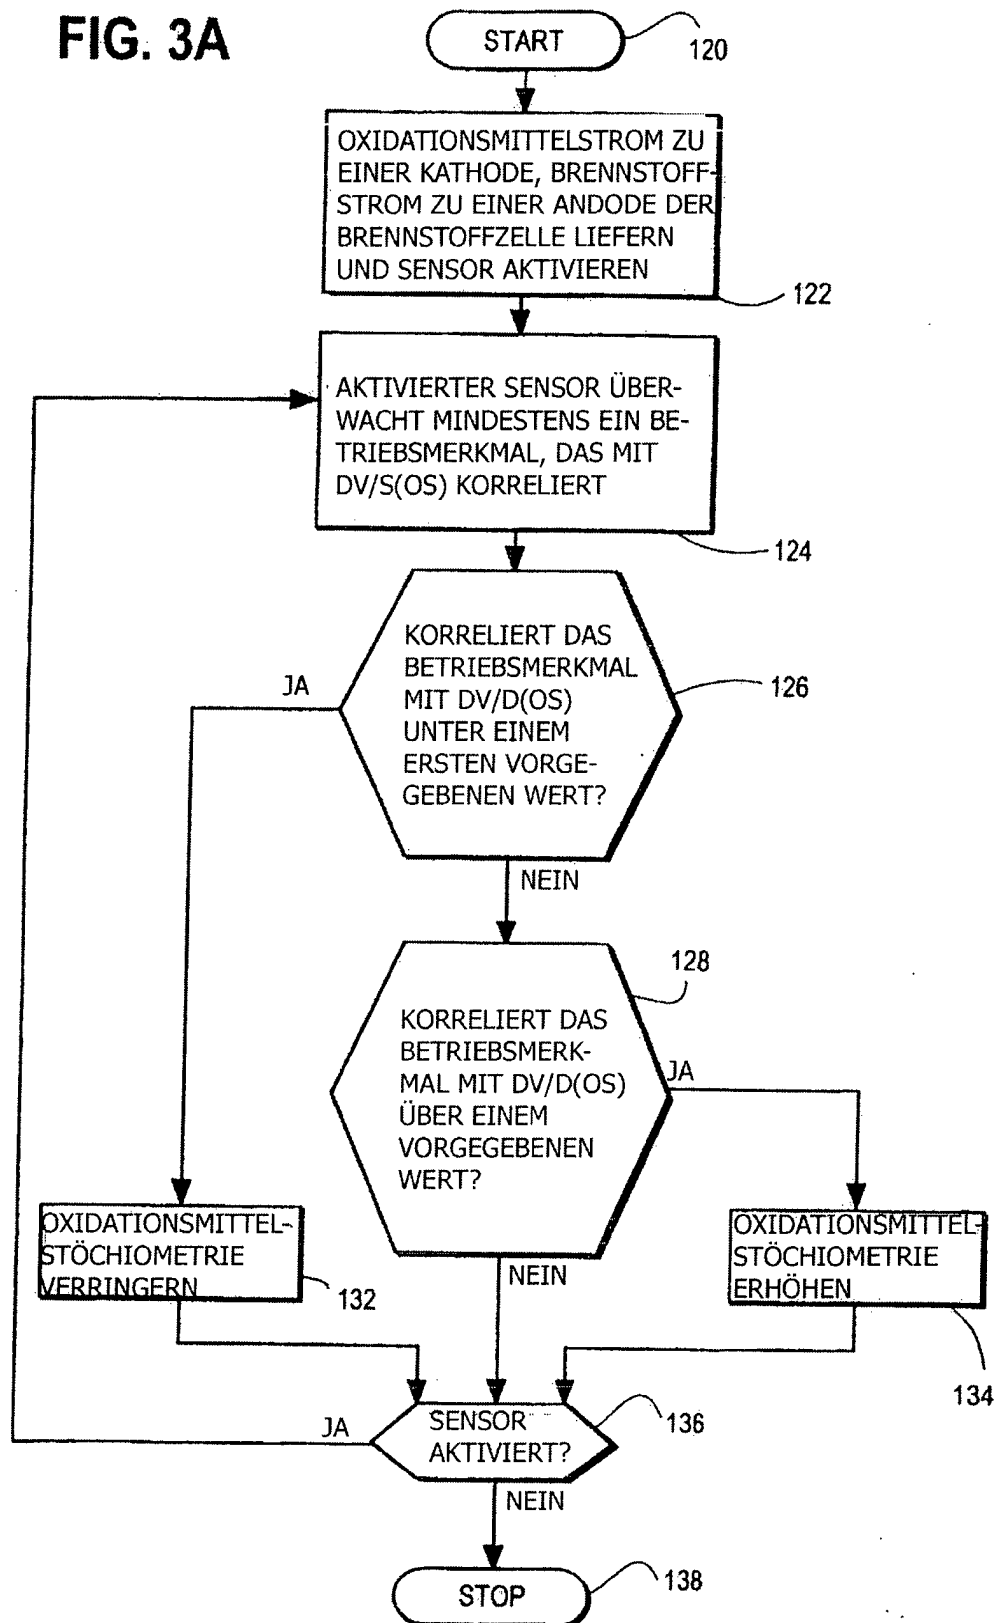 FIG. 3A
START
120
OXIDATIONSMITTELSTROM ZU
EINER KATHODE, BRENNSTOFF-
STROM ZU EINER ANDODE DER
BRENNSTOFFZELLE LIEFERN
UND SENSOR AKTIVIEREN
122
AKTIVIERTER SENSOR ÜBER-
WACHT MINDESTENS EIN BE-
TRIEBSMERKMAL, DAS MIT
DV/S(OS) KORRELIERT
124
KORRELIERT DAS
BETRIEBSMERKMAL
MIT DV/D(OS)
UNTER EINEM
ERSTEN VORGE-
GEBENEN WERT?
126
JA
NEIN
128
KORRELIERT DAS
BETRIEBSMERK-
MAL MIT DV/D(OS)
ÜBER EINEM
VORGEGEBENEN
WERT?
JA
NEIN
OXIDATIONSMITTEL-
STÖCHIOMETRIE
VERRINGERN
132
OXIDATIONSMITTEL-
STÖCHIOMETRIE
ERHÖHEN
134
SENSOR
AKTIVIERT?
136
JA
NEIN
STOP
138